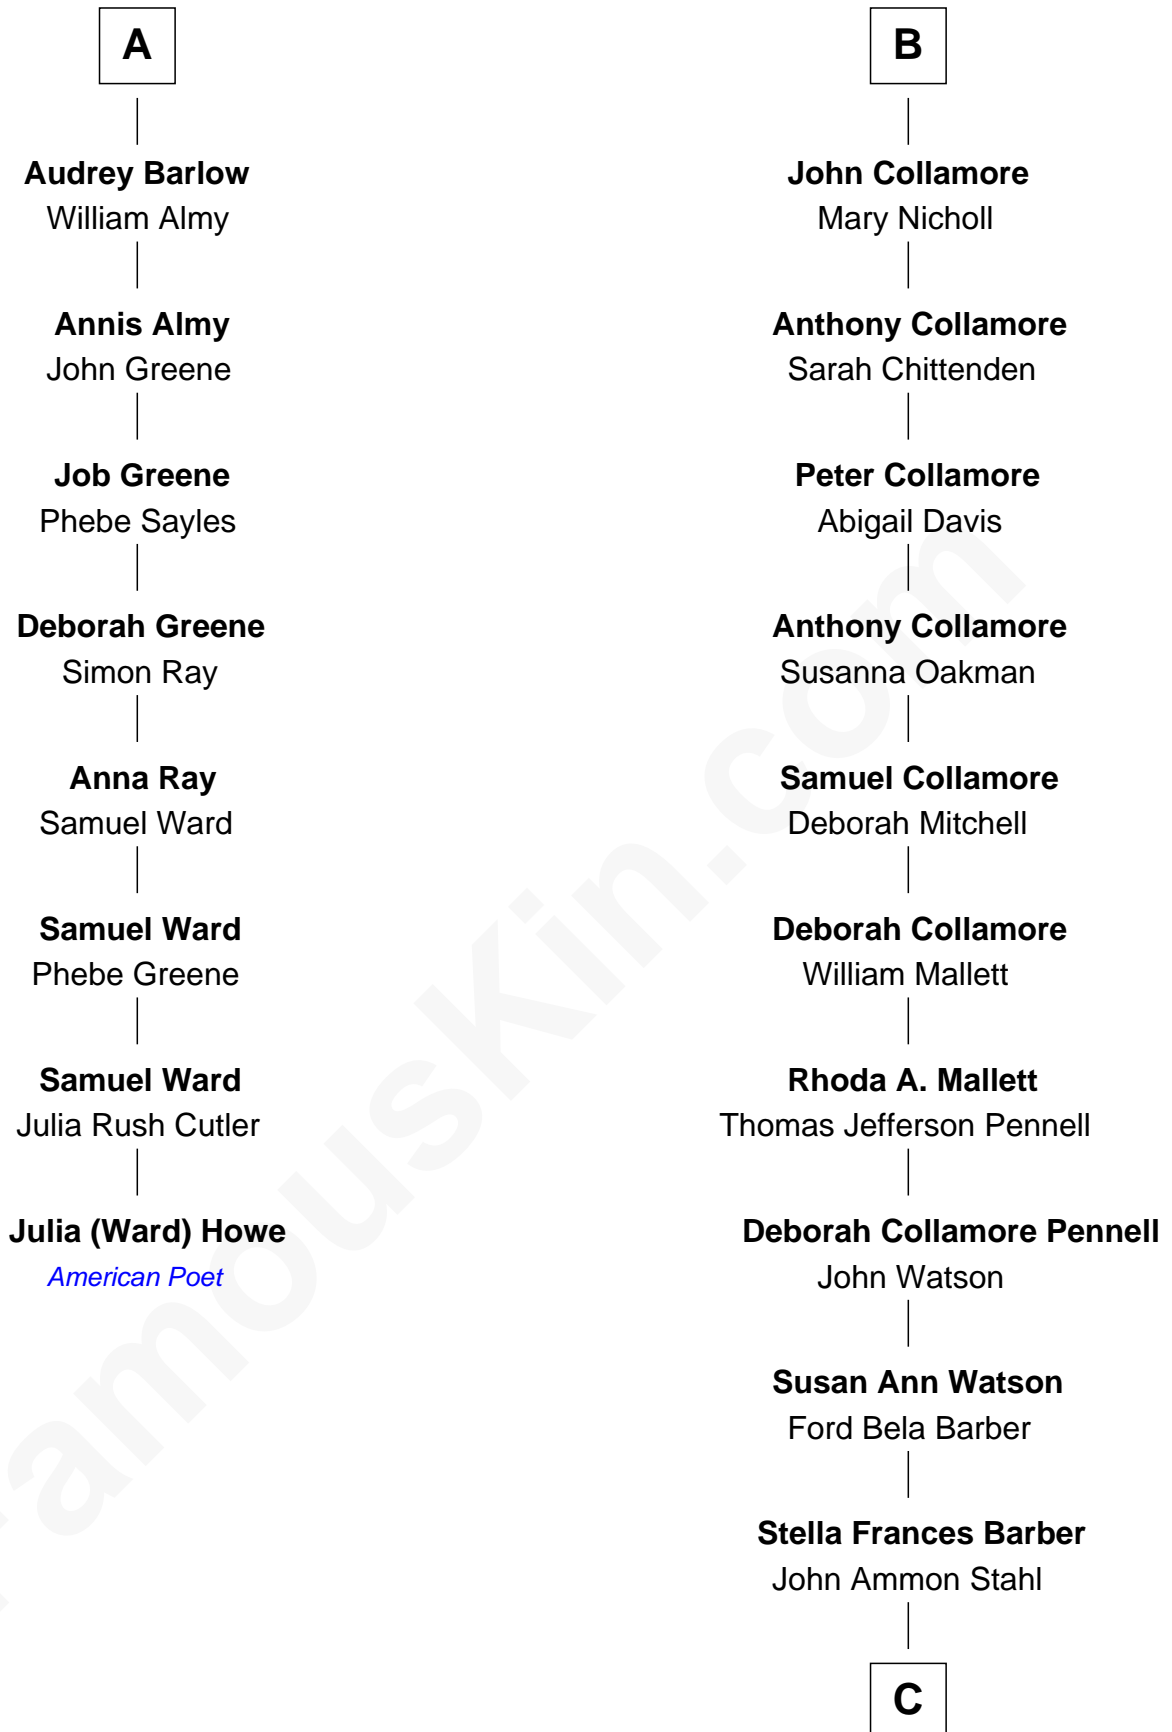 A
Audrey Barlow
William Almy
Annis Almy
John Greene
Job Greene
Phebe Sayles
Deborah Greene
Simon Ray
Anna Ray
Samuel Ward
Samuel Ward
Phebe Greene
Samuel Ward
Julia Rush Cutler
Julia (Ward) Howe
American Poet
B
John Collamore
Mary Nicholl
Anthony Collamore
Sarah Chittenden
Peter Collamore
Abigail Davis
Anthony Collamore
Susanna Oakman
Samuel Collamore
Deborah Mitchell
Deborah Collamore
William Mallett
Rhoda A. Mallett
Thomas Jefferson Pennell
Deborah Collamore Pennell
John Watson
Susan Ann Watson
Ford Bela Barber
Stella Frances Barber
John Ammon Stahl
C
FamousKin.com